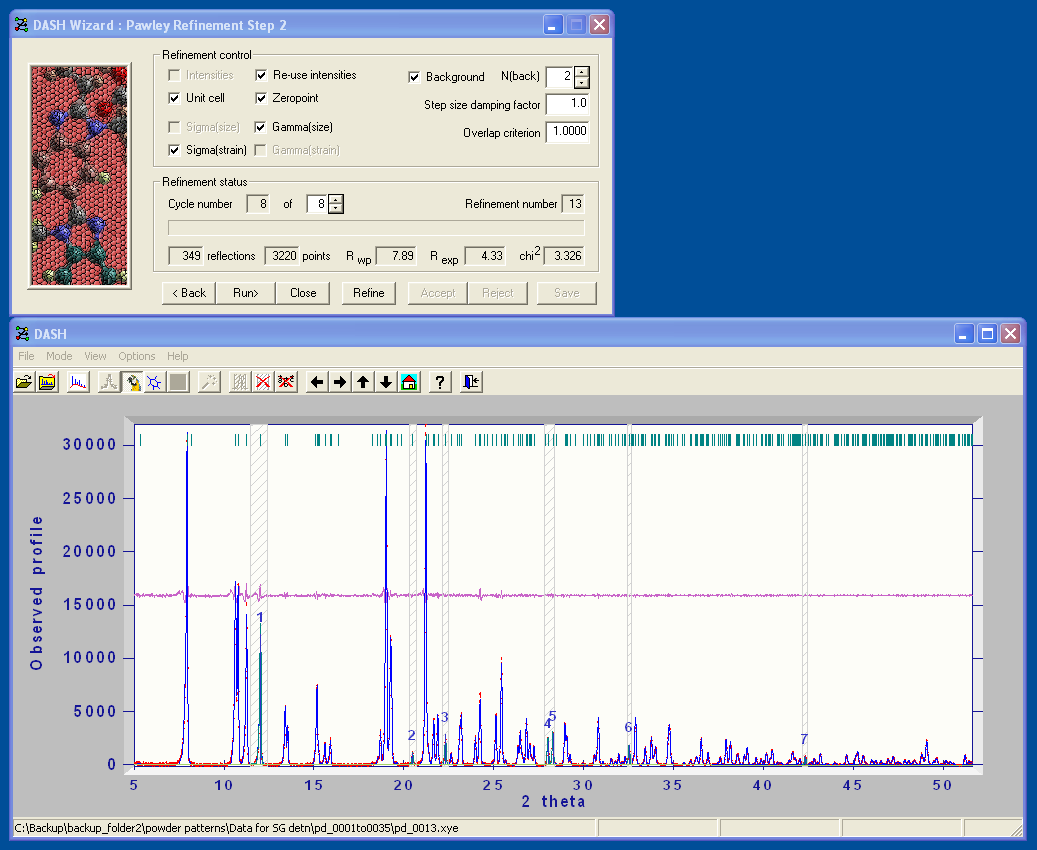 DASH Wizard : Pawley Refinement Step 2
Refinement control
Intensities Re-use intensities Background N(back) 2
Unit cell Zeropoint Step size damping factor 1.0
Sigma(size) Gamma(size) Overlap criterion 1.0000
Sigma(strain) Gamma(strain)
Refinement status
Cycle number 8 of 8 Refinement number 13
349 reflections 3220 points R wp 7.89 R exp 4.33 chi2 3.326
< Back Run> Close Refine Accept Reject Save
DASH
File Mode View Options Help
?
Observed profile
30000
25000
20000
15000
10000
5000
0
1
2
3
4
5
6
7
5 10 15 20 25 30 35 40 45 50
2 theta
C:\Backup\backup_folder2\powder patterns\Data for SG detn\pd_0001to0035\pd_0013.xye